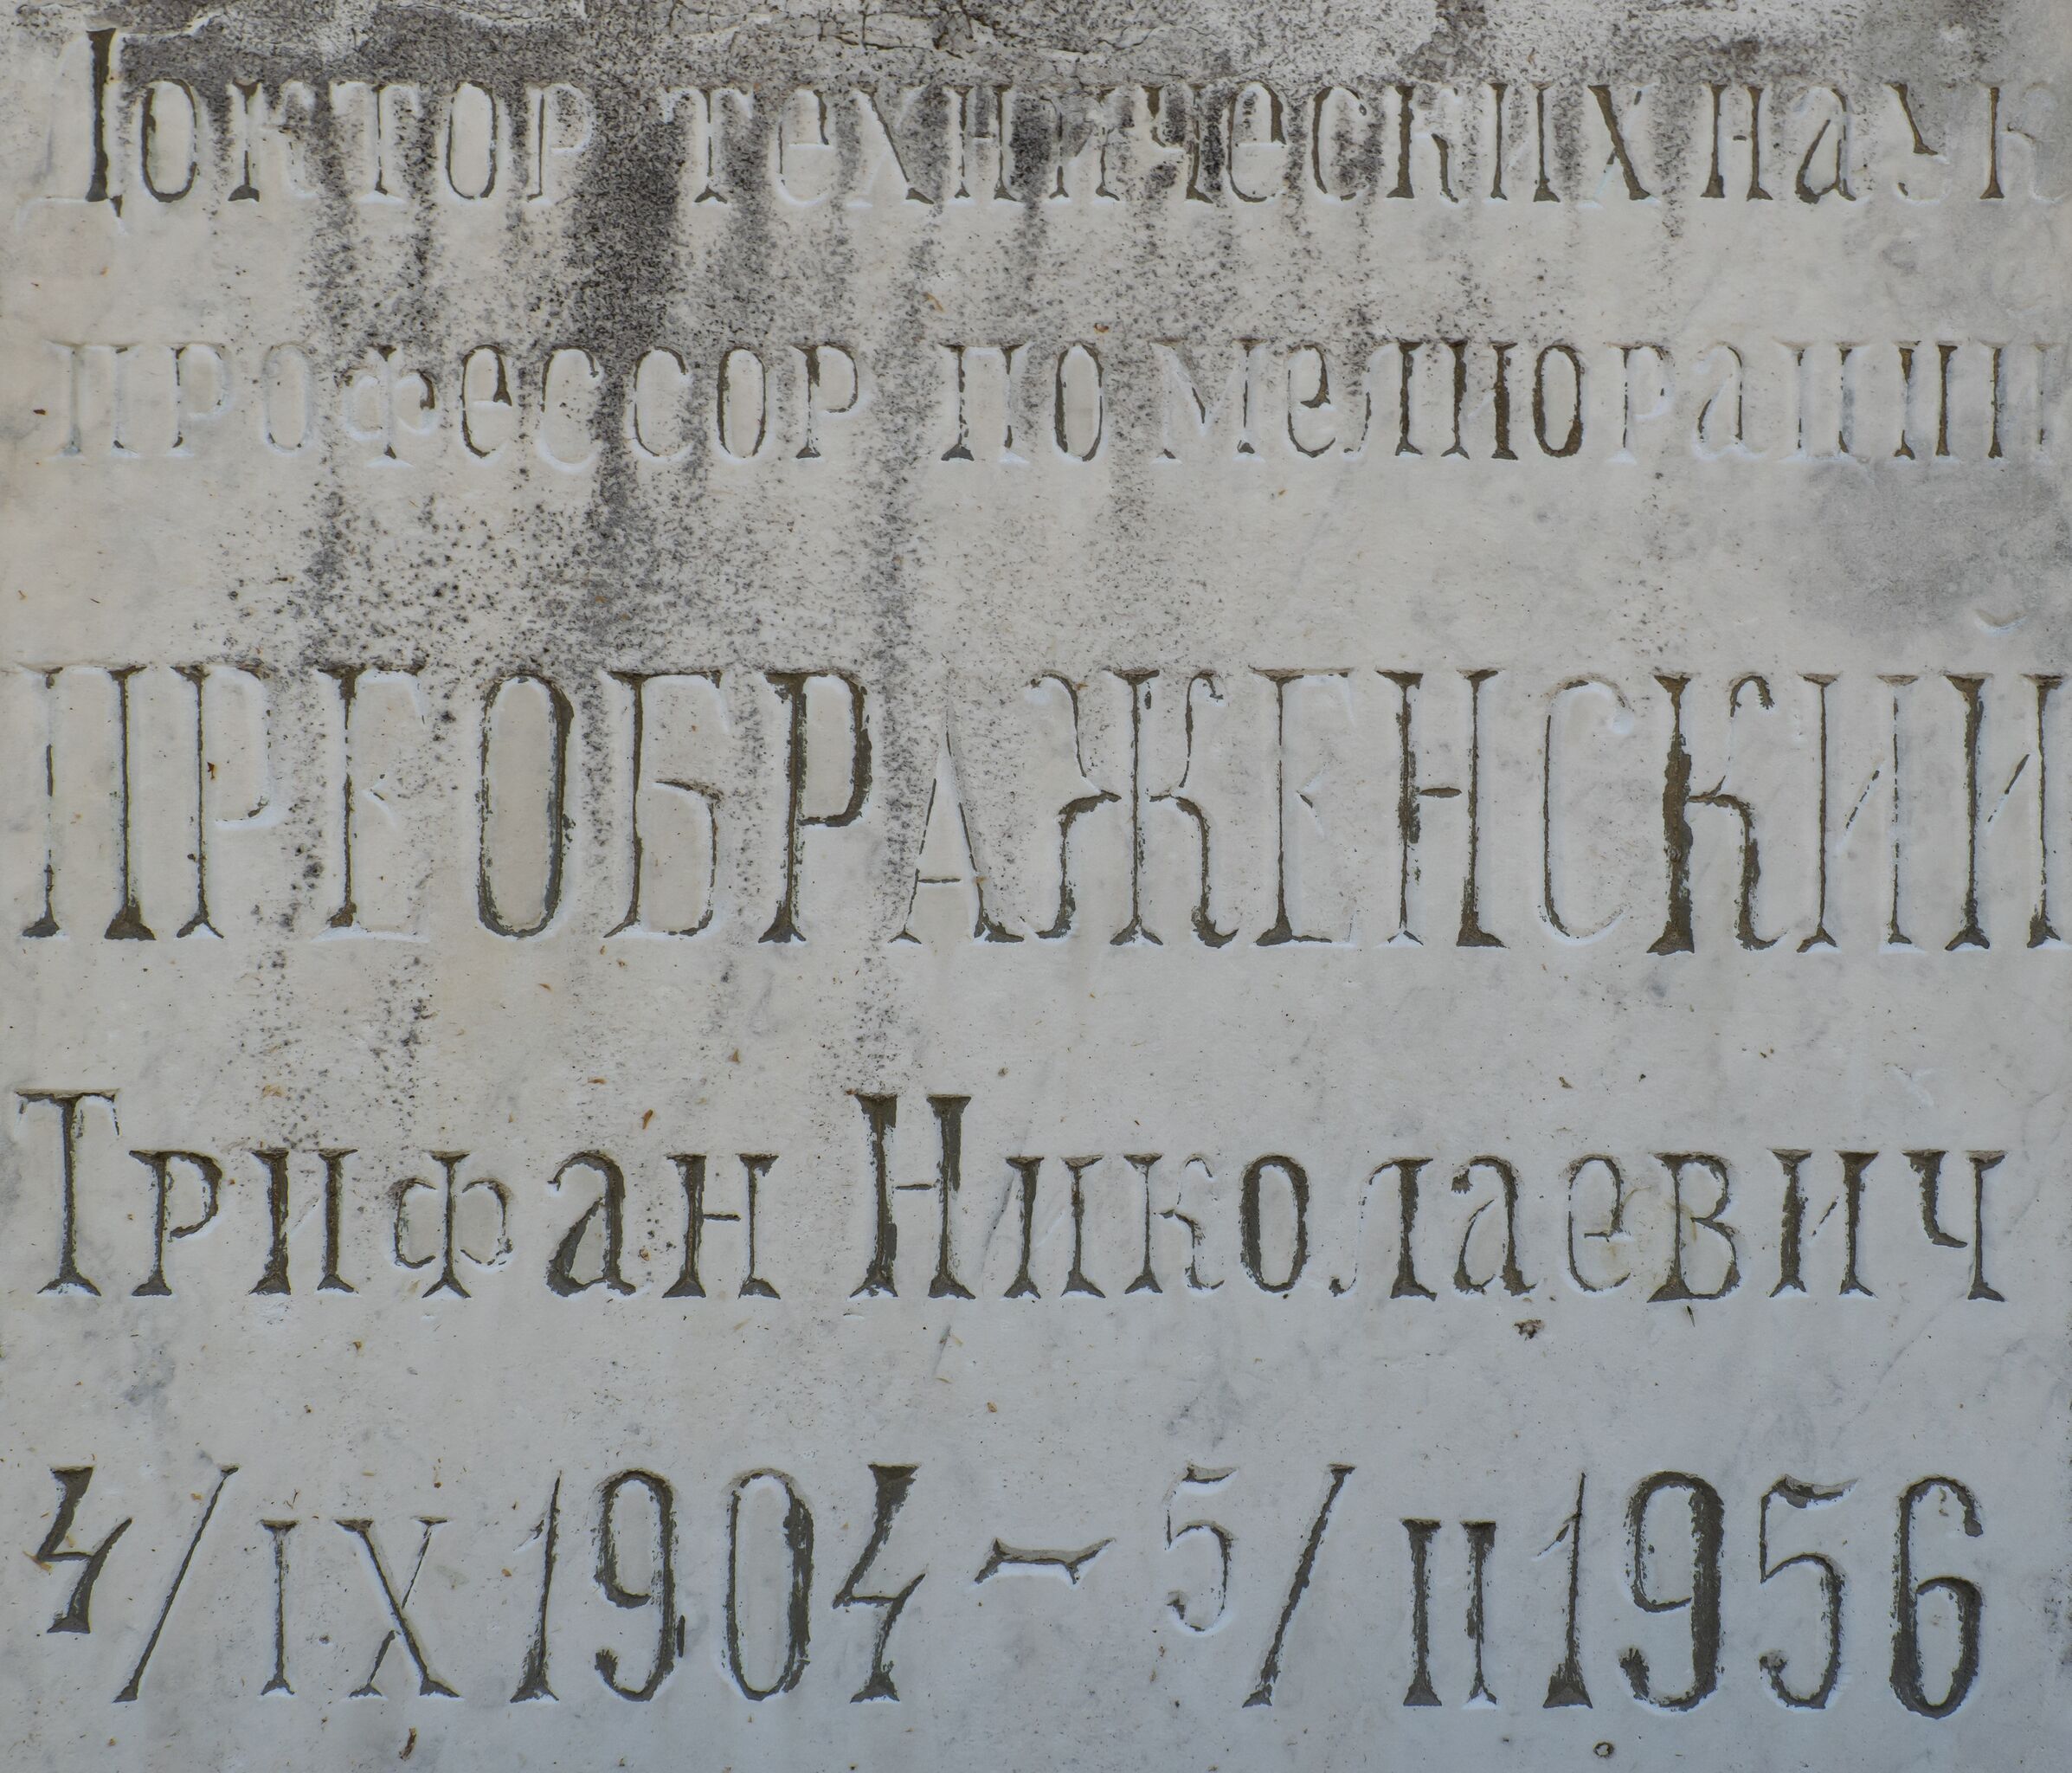 Доктор технических наук
профессор по мелиорации
ПРЕОБРАЖЕНСКИЙ
Трифан Николаевич
4/IX 1904 – 5/II 1956